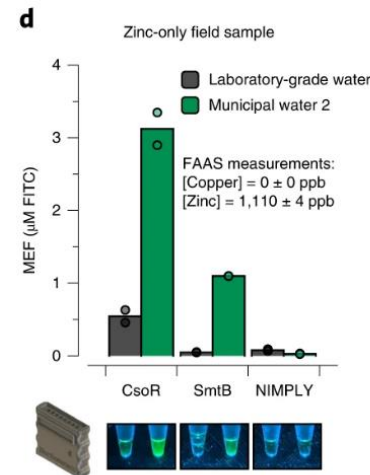 d
Zinc-only field sample
4
3
2
1
0
MEF (μM FITC)
Laboratory-grade water
Municipal water 2
FAAS measurements:
[Copper] = 0 ± 0 ppb
[Zinc] = 1,110 ± 4 ppb
CsoR SmtB NIMPLY